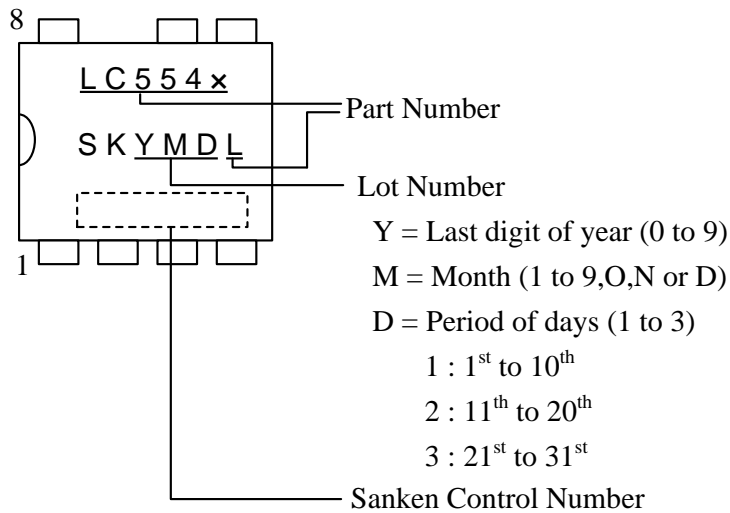 8
LC554×
Part Number
SKYMDL
Lot Number
Y = Last digit of year (0 to 9)
M = Month (1 to 9,O,N or D)
1
D = Period of days (1 to 3)
1 : 1st to 10th
2 : 11th to 20th
3 : 21st to 31st
Sanken Control Number